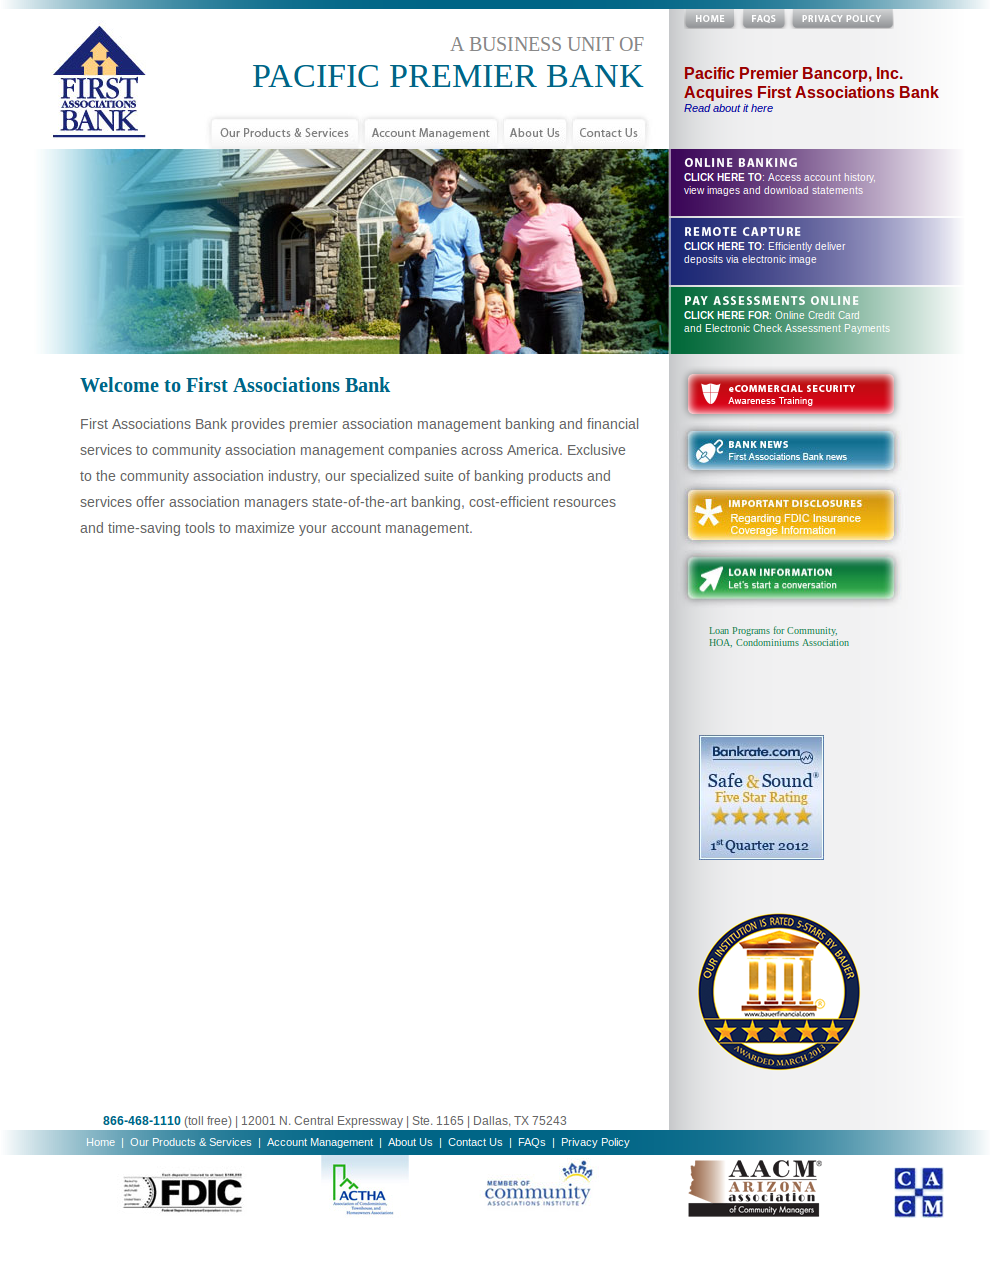 HOME FAQS PRIVACY POLICY
FIRST
ASSOCIATIONS
BANK
A BUSINESS UNIT OF
PACIFIC PREMIER BANK
Pacific Premier Bancorp, Inc.
Acquires First Associations Bank
Read about it here
Our Products & Services Account Management About Us Contact Us
ONLINE BANKING
CLICK HERE TO: Access account history,
view images and download statements
REMOTE CAPTURE
CLICK HERE TO: Efficiently deliver
deposits via electronic image
PAY ASSESSMENTS ONLINE
CLICK HERE FOR: Online Credit Card
and Electronic Check Assessment Payments
Welcome to First Associations Bank
First Associations Bank provides premier association management banking and financial
services to community association management companies across America. Exclusive
to the community association industry, our specialized suite of banking products and
services offer association managers state-of-the-art banking, cost-efficient resources
and time-saving tools to maximize your account management.
eCOMMERCIAL SECURITY
Awareness Training
BANK NEWS
First Associations Bank news
IMPORTANT DISCLOSURES
Regarding FDIC Insurance
Coverage Information
LOAN INFORMATION
Let's start a conversation
Loan Programs for Community,
HOA, Condominiums Association
Bankrate.com
Safe & Sound®
Five Star Rating
1st Quarter 2012
OUR INSTITUTION IS RATED 5-STARS BY BAUER
www.bauerfinancial.com
AWARDED MARCH 2013
866-468-1110 (toll free) | 12001 N. Central Expressway | Ste. 1165 | Dallas, TX 75243
Home | Our Products & Services | Account Management | About Us | Contact Us | FAQs | Privacy Policy
FDIC
ACTHA
Association of Condominium,
Townhouse, and
Homeowners Associations
MEMBER OF
community
ASSOCIATIONS INSTITUTE
AACM®
ARIZONA
association
of Community Managers
CA
CM